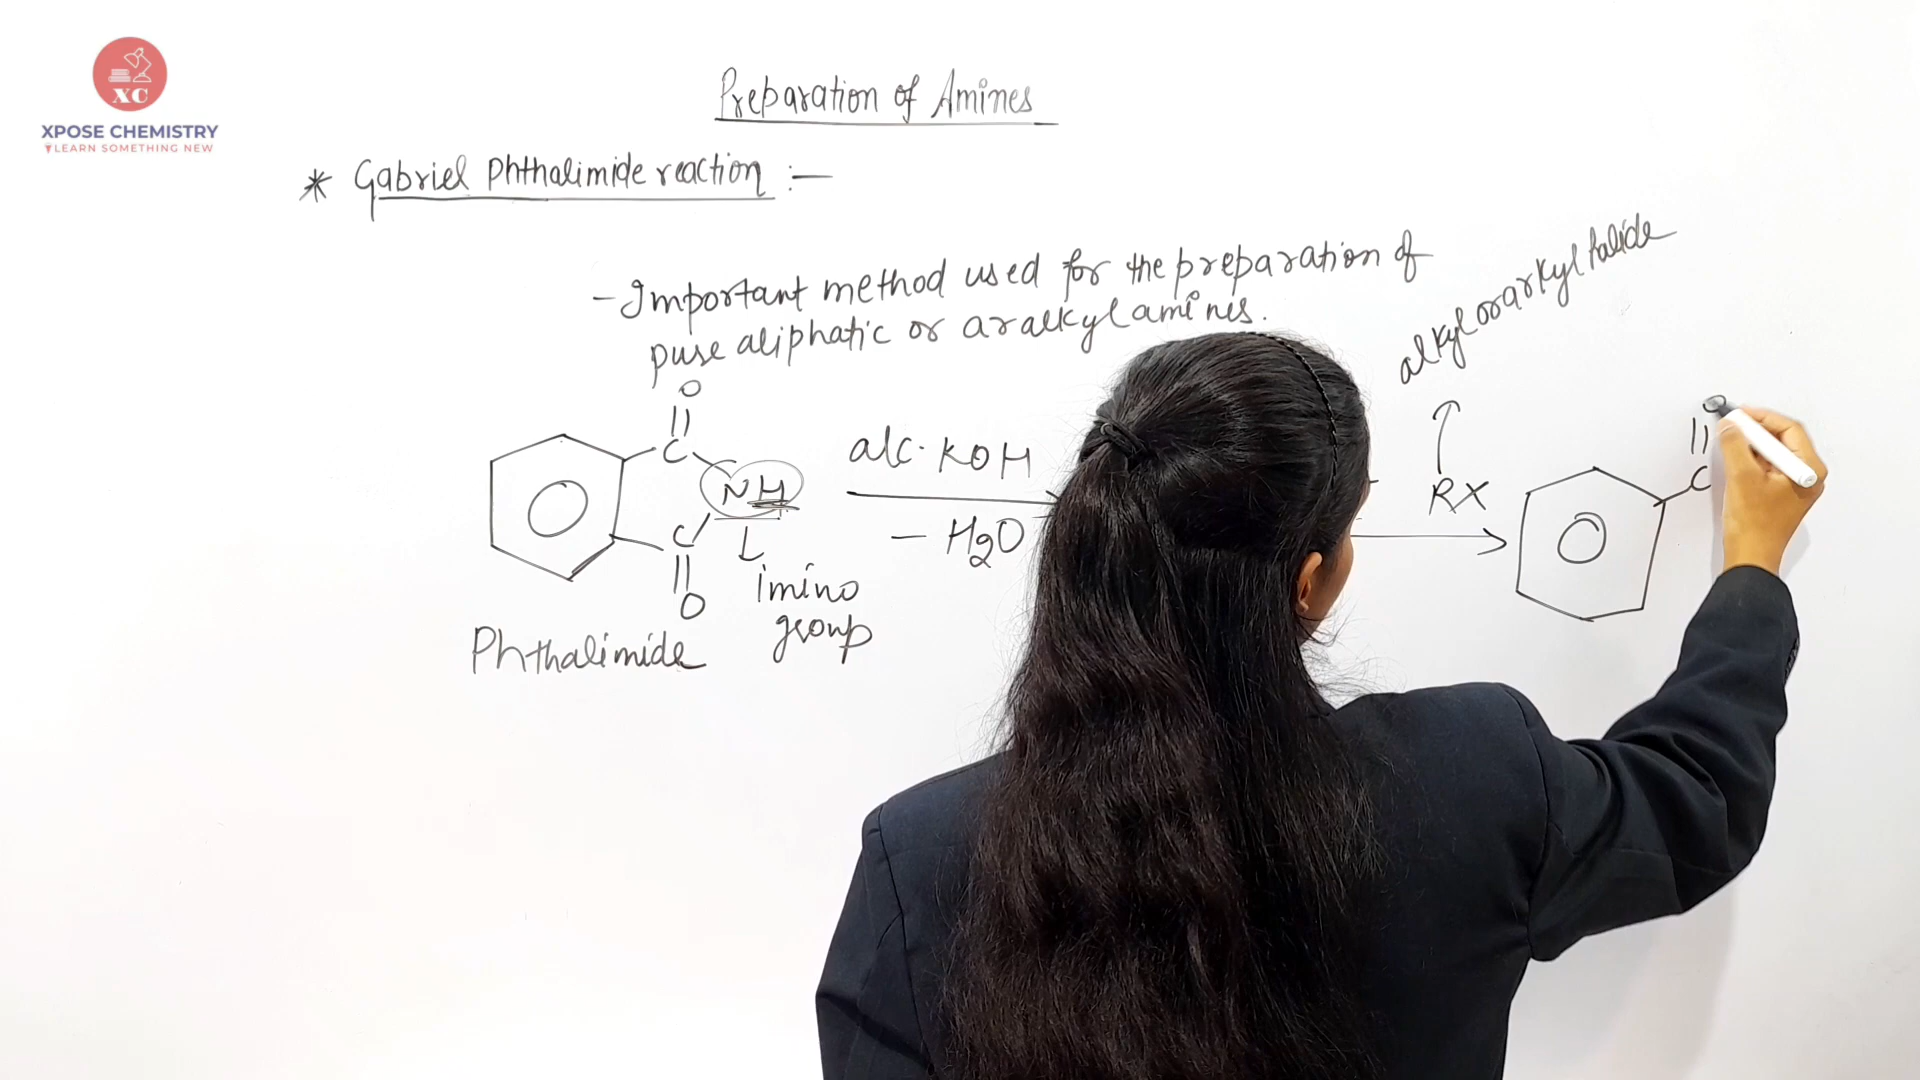 XC
XPOSE CHEMISTRY
LEARN SOMETHING NEW
Preparation of Amines
* Gabriel Phthalimide reaction :—
- Important method used for the preparation of
pure aliphatic or aralkyl amines.
alkyl or arkyl halide
O
||
C
NH
C
||
O
imino
group
Phthalimide
alc. KOH
- H2O
RX
O
||
C